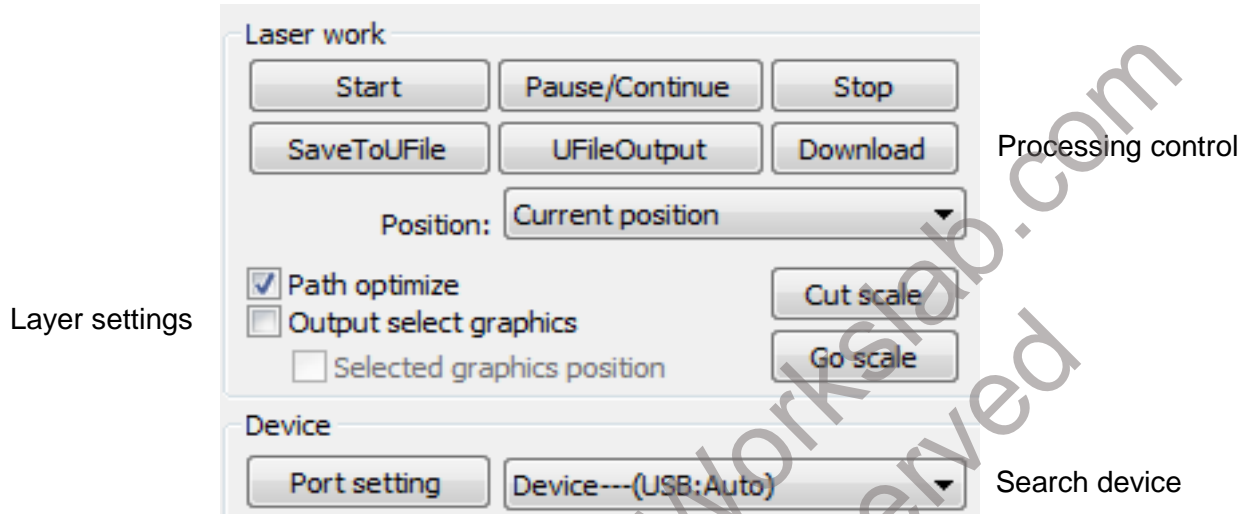 Laser work
Start Pause/Continue Stop
SaveToUFile UFileOutput Download Processing control
Position: Current position
Path optimize Cut scale
Layer settings Output select graphics
Selected graphics position Go scale
Device
Port setting Device---(USB:Auto) Search device